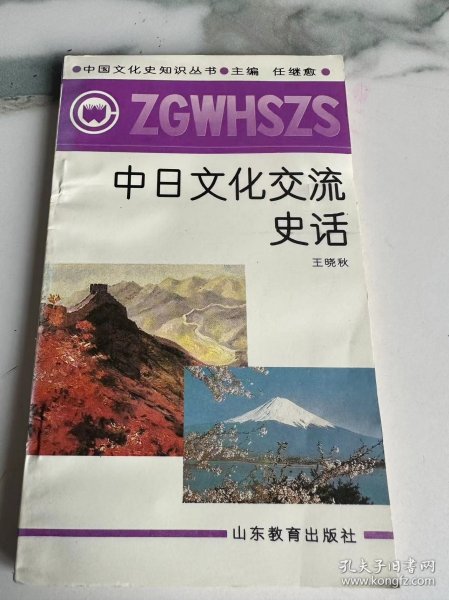 ●中国文化史知识丛书●主编 任继愈●
ZGWHSZS
中日文化交流
史话
王晓秋
山东教育出版社
孔夫子旧书网
www.kongfz.com